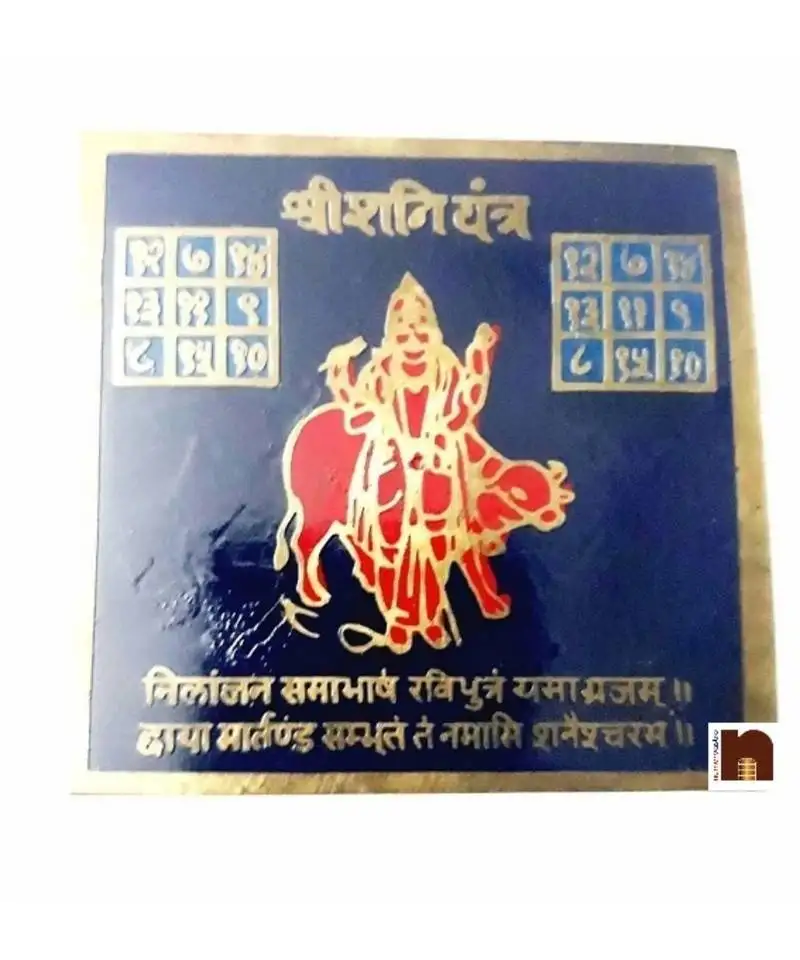 श्री शनि यंत्र
१२ ७ १४
१३ ११ ९
८ १५ १०
१२ ७ १४
१३ ११ ९
८ १५ १०
निलांजन समाभाषं रविपुत्रं यमाग्रजम् ॥
छाया मार्तण्ड सम्भूतं तं नमासि शनैश्चरम ॥